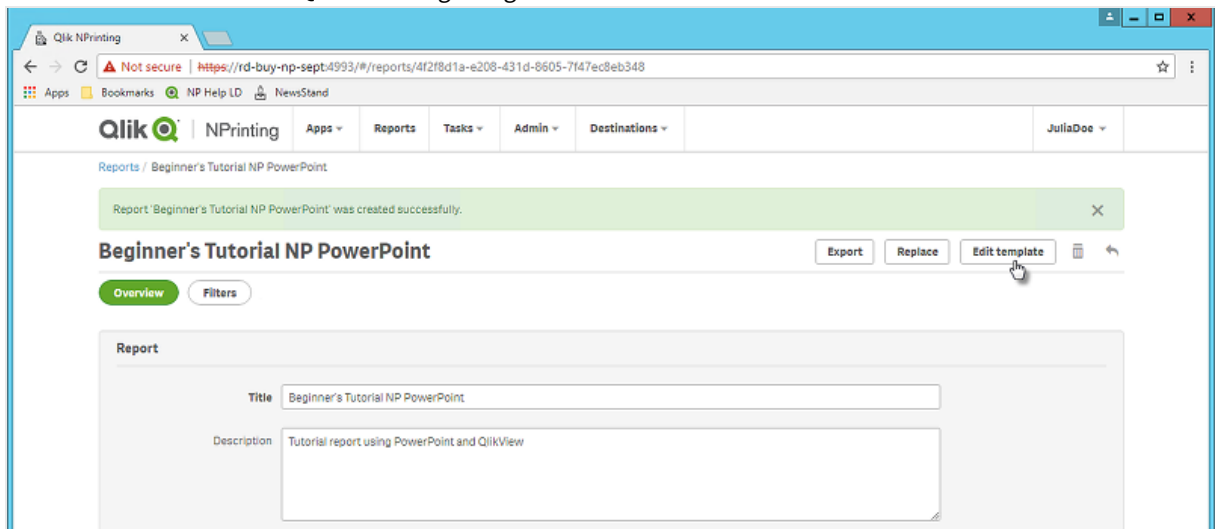 Qlik NPrinting
Not secure | https://rd-buy-np-sept:4993/#/reports/4f2f8d1a-e208-431d-8605-7f47ec8eb348
Apps Bookmarks NP Help LD NewsStand
Qlik NPrinting Apps Reports Tasks Admin Destinations JuliaDoe
Reports / Beginner's Tutorial NP PowerPoint
Report 'Beginner's Tutorial NP PowerPoint' was created successfully.
Beginner's Tutorial NP PowerPoint Export Replace Edit template
Overview Filters
Report
Title Beginner's Tutorial NP PowerPoint
Description Tutorial report using PowerPoint and QlikView